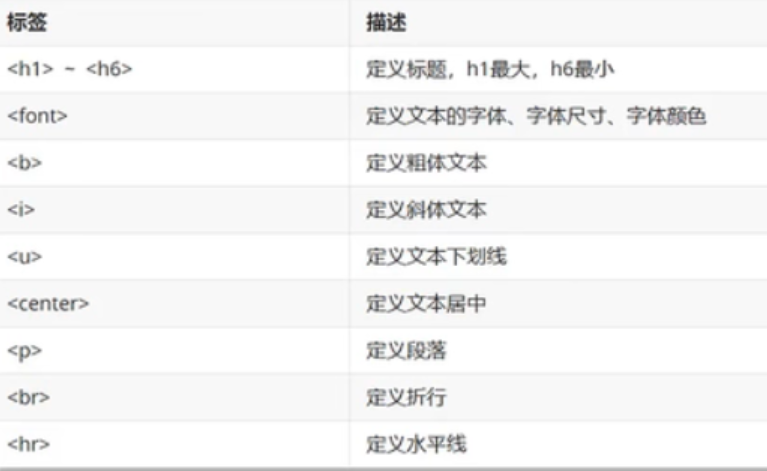 标签 描述
<h1> ~ <h6> 定义标题，h1最大，h6最小
<font> 定义文本的字体、字体尺寸、字体颜色
<b> 定义粗体文本
<i> 定义斜体文本
<u> 定义文本下划线
<center> 定义文本居中
<p> 定义段落
<br> 定义折行
<hr> 定义水平线